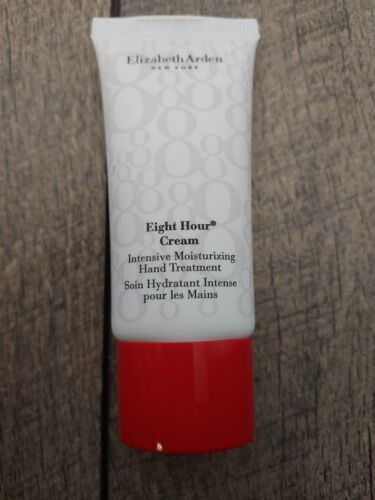 Elizabeth Arden
NEW YORK
Eight Hour®
Cream
Intensive Moisturizing
Hand Treatment
Soin Hydratant Intense
pour les Mains